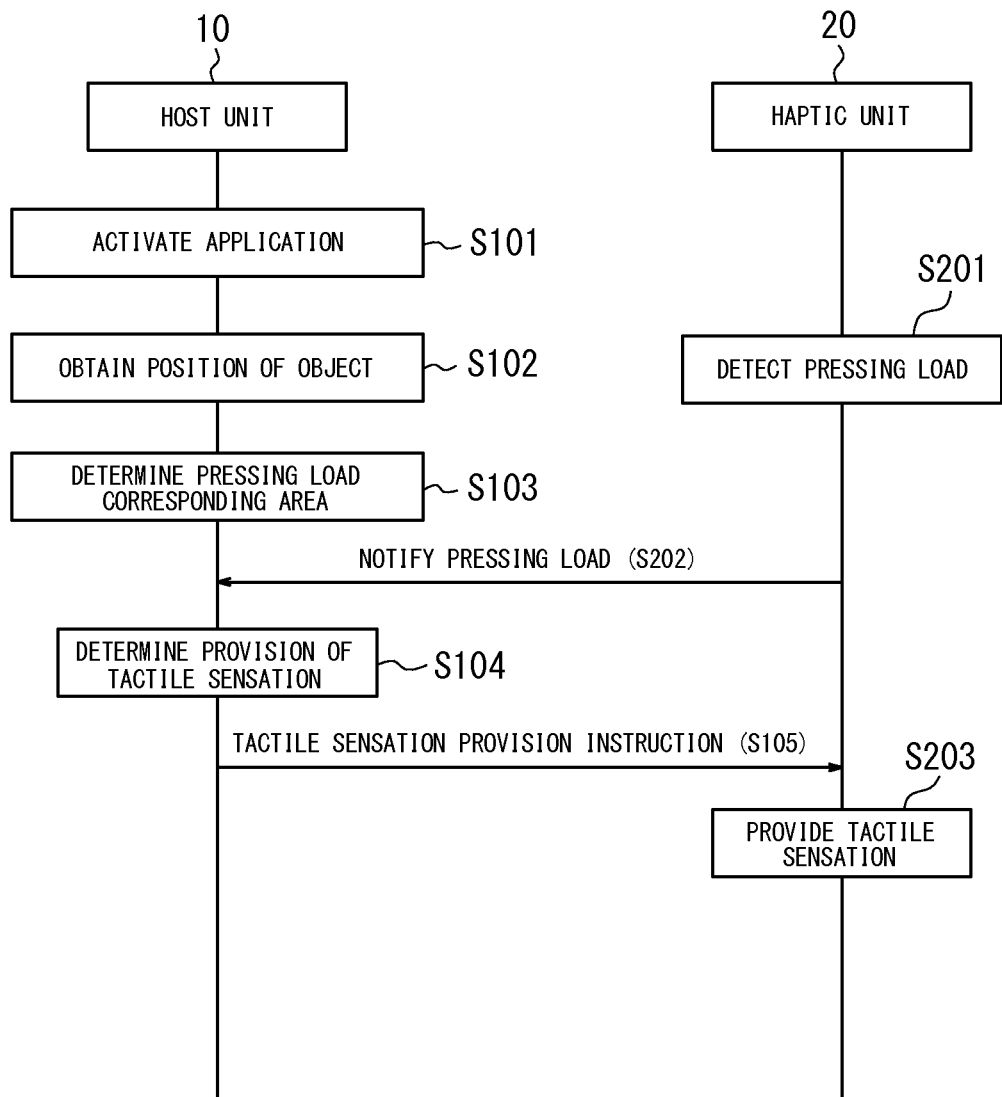 10
20
HOST UNIT
HAPTIC UNIT
ACTIVATE APPLICATION
S101
S201
OBTAIN POSITION OF OBJECT
S102
DETECT PRESSING LOAD
DETERMINE PRESSING LOAD
CORRESPONDING AREA
S103
NOTIFY PRESSING LOAD (S202)
DETERMINE PROVISION OF
TACTILE SENSATION
S104
TACTILE SENSATION PROVISION INSTRUCTION (S105)
S203
PROVIDE TACTILE
SENSATION